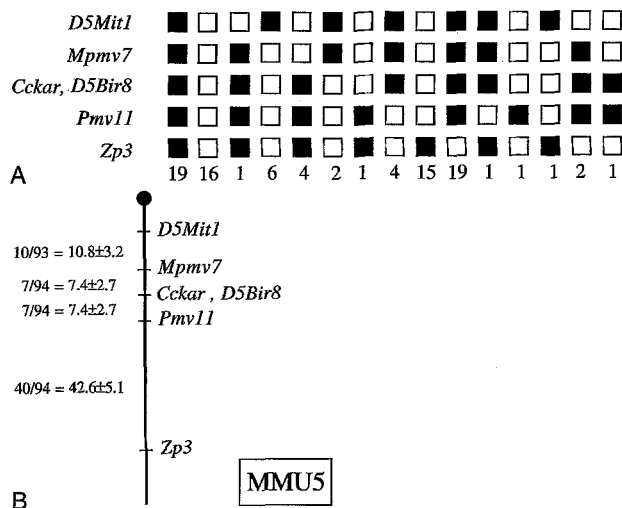 D5Mit1
Mpmv7
Cckar, D5Bir8
Pmv11
Zp3
A
19 16 1 6 4 2 1 4 15 19 1 1 1 2 1
D5Mit1
10/93 = 10.8±3.2
Mpmv7
7/94 = 7.4±2.7
Cckar , D5Bir8
7/94 = 7.4±2.7
Pmv11
40/94 = 42.6±5.1
Zp3
MMU5
B